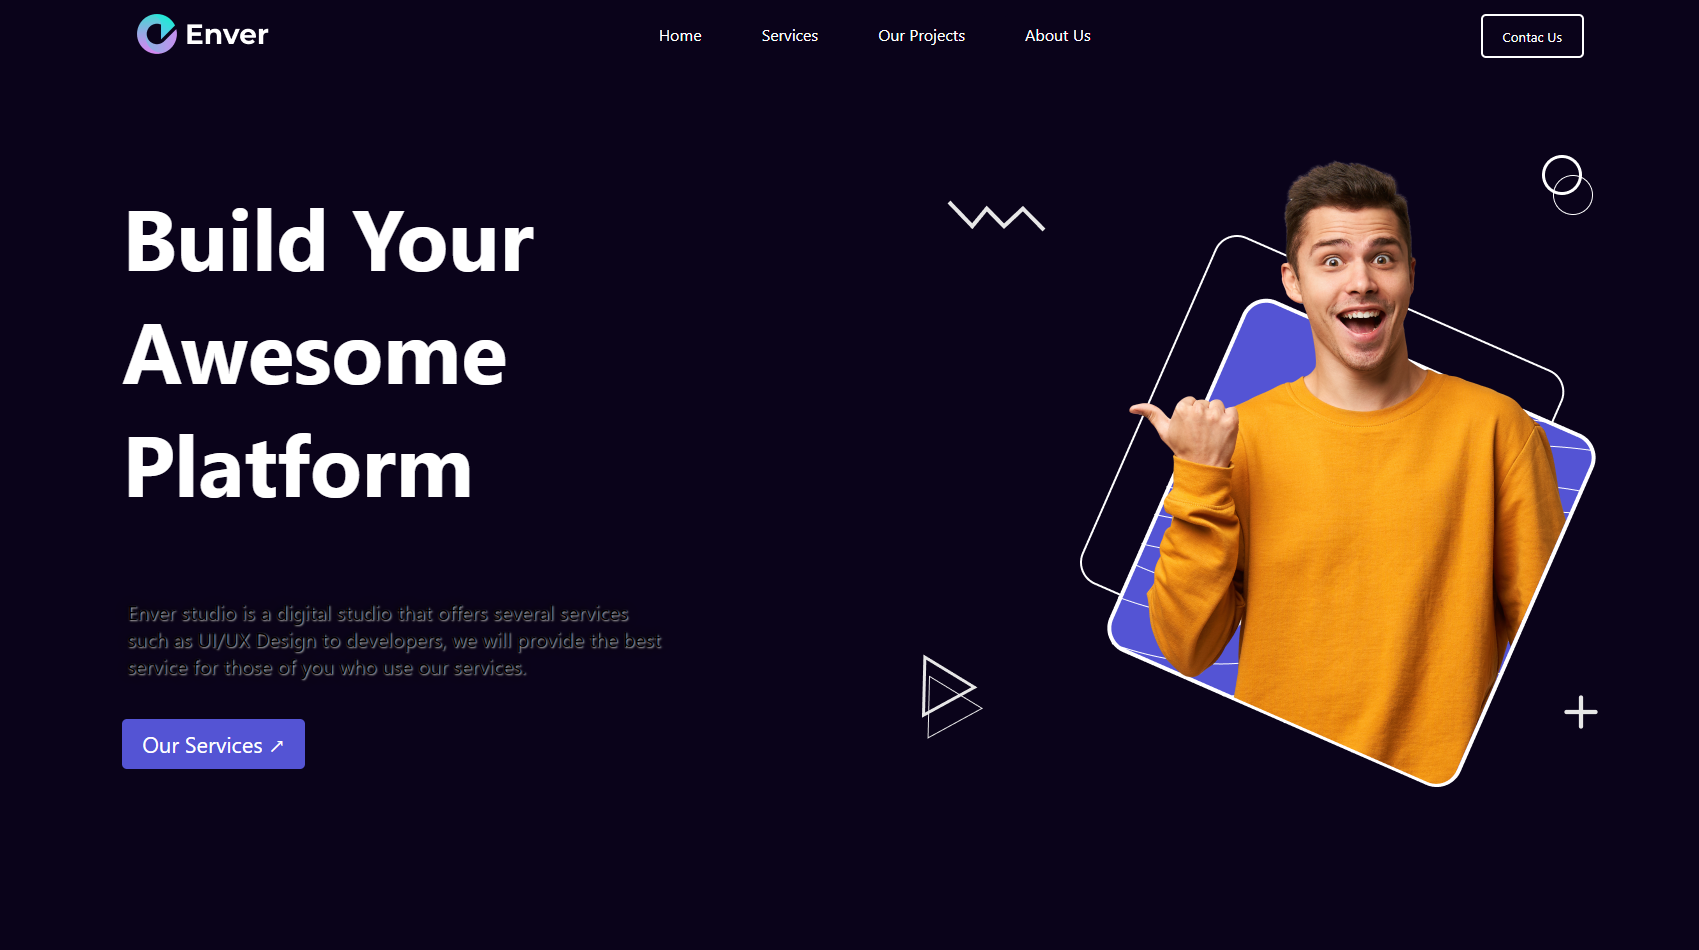 Enver
Home
Services
Our Projects
About Us
Contac Us
Build Your
Awesome
Platform
Enver studio is a digital studio that offers several services
such as UI/UX Design to developers, we will provide the best
service for those of you who use our services.
Our Services ↗